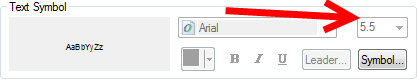 Text Symbol
AaBbYyZz
Arial
5.5
B I U Leader... Symbol...